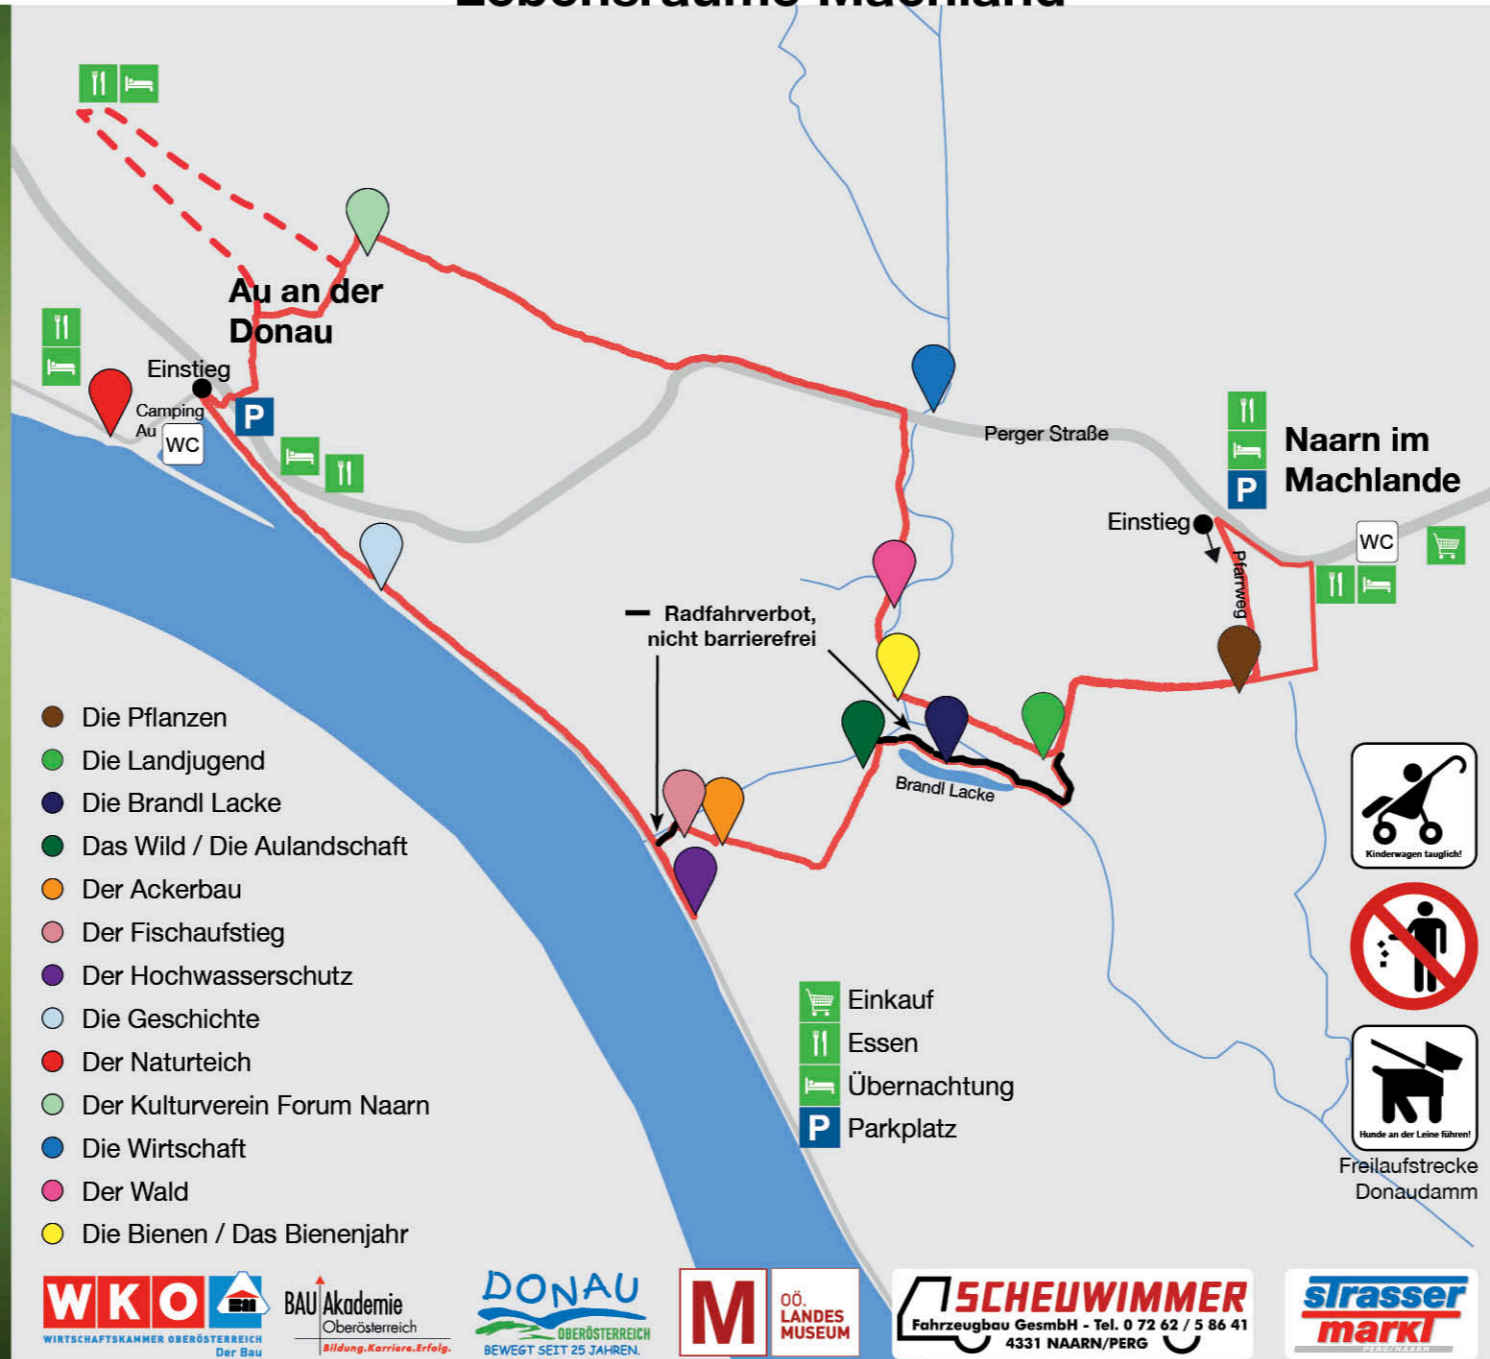 Lebensräume Machland
Au an der
Donau
Einstieg
Camping
Au
WC
P
Perger Straße
Naarn im
Machlande
P
Einstieg
WC
Pfarrweg
Radfahrverbot,
nicht barrierefrei
Brandl Lacke
Die Pflanzen
Die Landjugend
Die Brandl Lacke
Das Wild / Die Aulandschaft
Der Ackerbau
Der Fischaufstieg
Der Hochwasserschutz
Die Geschichte
Der Naturteich
Der Kulturverein Forum Naarn
Die Wirtschaft
Der Wald
Die Bienen / Das Bienenjahr
Einkauf
Essen
Übernachtung
P Parkplatz
Kinderwagen tauglich!
Hunde an der Leine führen!
Freilaufstrecke
Donaudamm
WKO BAU
WIRTSCHAFTSKAMMER OBERÖSTERREICH
Der Bau
BAU Akademie
Oberösterreich
Bildung.Karriere.Erfolg.
DONAU
OBERÖSTERREICH
BEWEGT SEIT 25 JAHREN.
M
OÖ.
LANDES
MUSEUM
SCHEUWIMMER
Fahrzeugbau GesmbH - Tel. 0 72 62 / 5 86 41
4331 NAARN/PERG
strasser
markt
PERG/NAARN